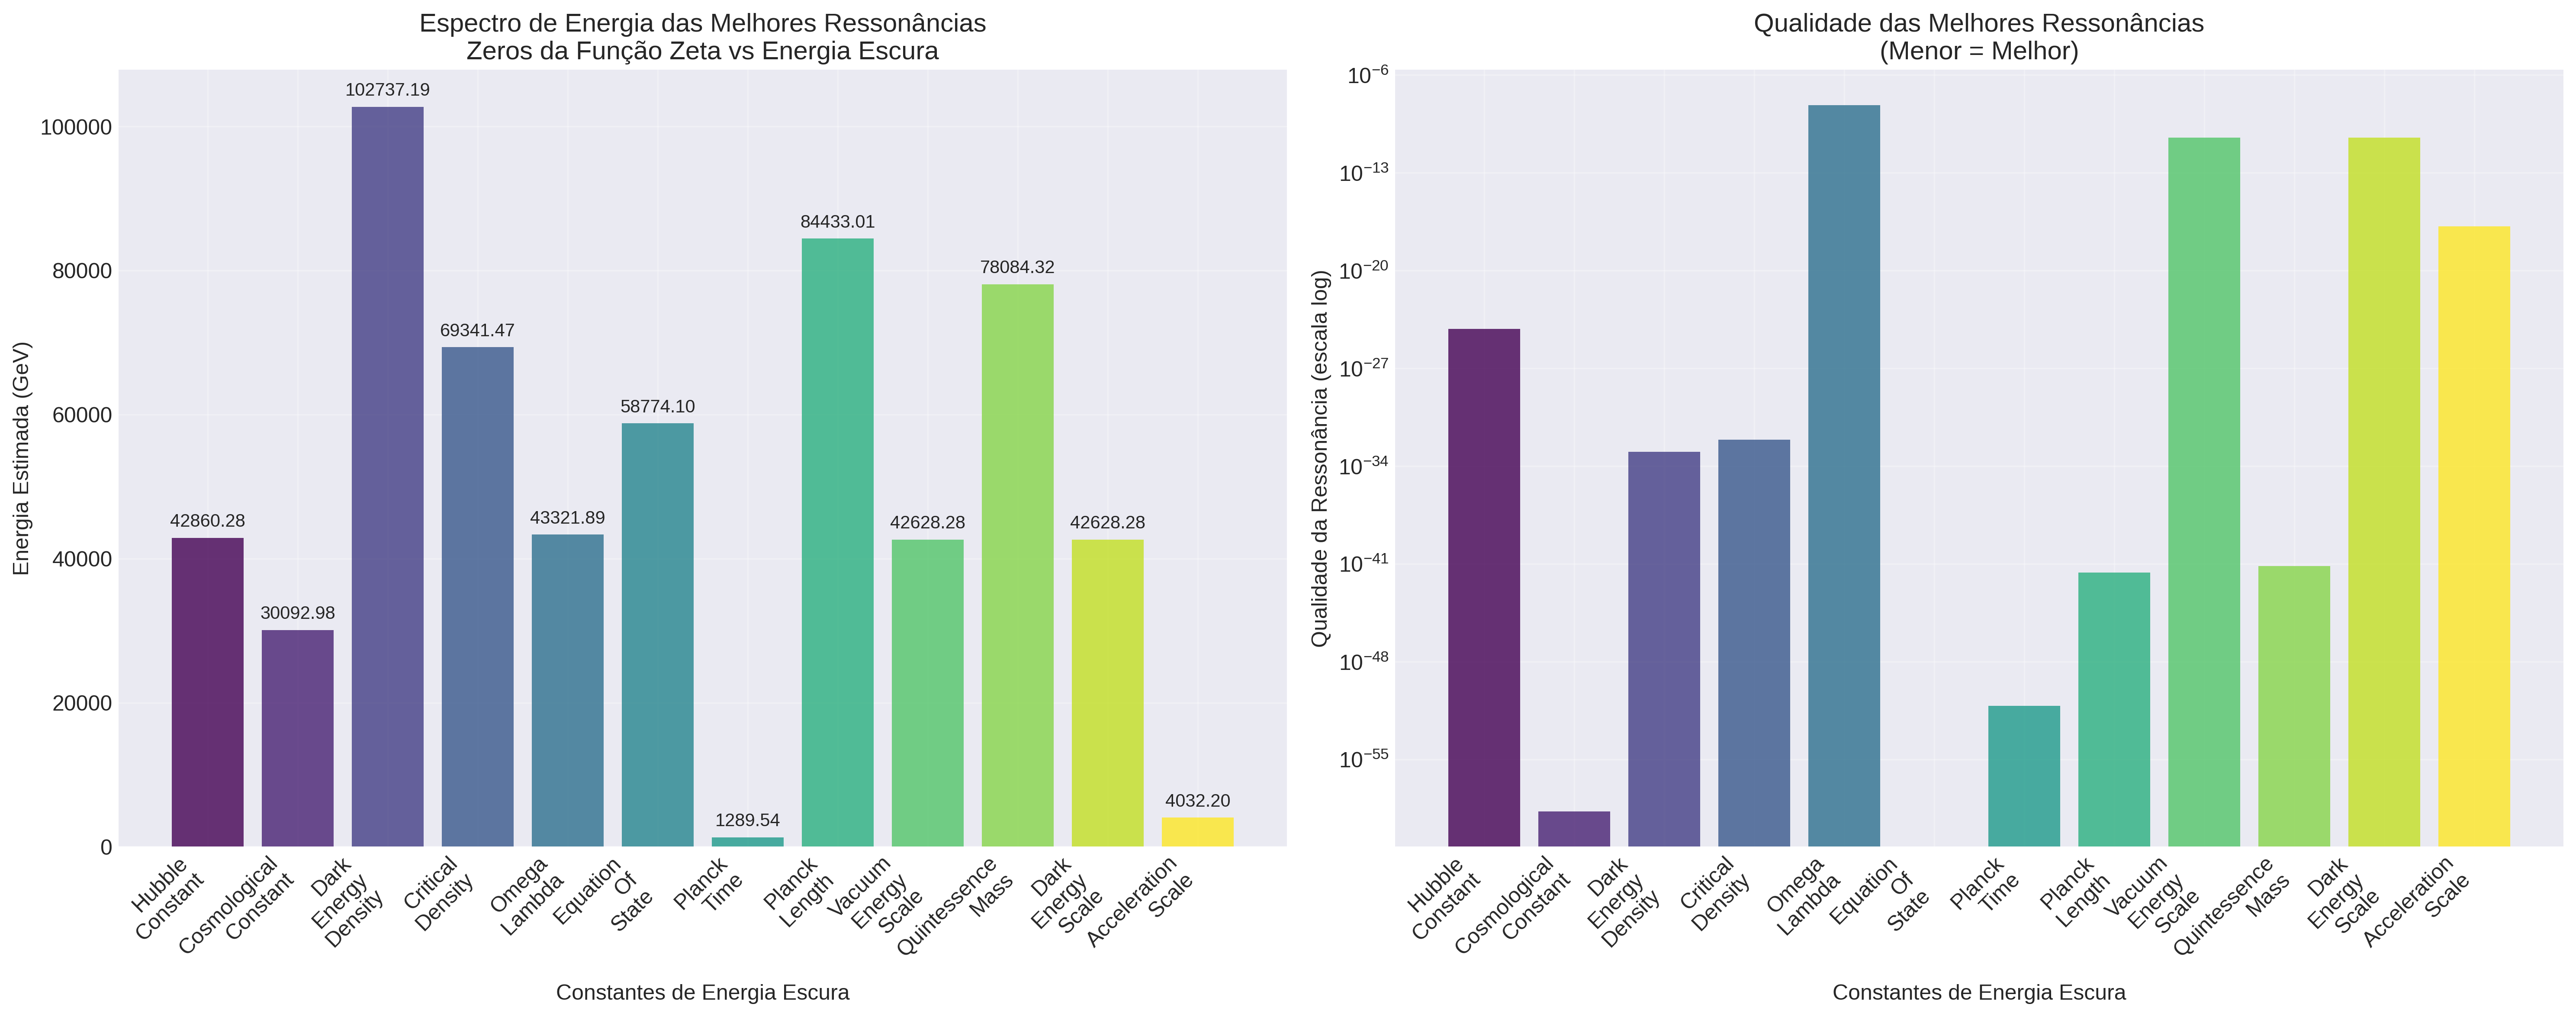 Espectro de Energia das Melhores Ressonâncias
Zeros da Função Zeta vs Energia Escura
Energia Estimada (GeV)
100000
80000
60000
40000
20000
0
42860.28
30092.98
102737.19
69341.47
43321.89
58774.10
1289.54
84433.01
42628.28
78084.32
42628.28
4032.20
Hubble
Constant
Cosmological
Constant
Dark
Energy
Density
Critical
Density
Omega
Lambda
Equation
Of
State
Planck
Time
Planck
Length
Vacuum
Energy
Scale
Quintessence
Mass
Dark
Energy
Scale
Acceleration
Scale
Constantes de Energia Escura
Qualidade das Melhores Ressonâncias
(Menor = Melhor)
Qualidade da Ressonância (escala log)
10⁻⁶
10⁻¹³
10⁻²⁰
10⁻²⁷
10⁻³⁴
10⁻⁴¹
10⁻⁴⁸
10⁻⁵⁵
Hubble
Constant
Cosmological
Constant
Dark
Energy
Density
Critical
Density
Omega
Lambda
Equation
Of
State
Planck
Time
Planck
Length
Vacuum
Energy
Scale
Quintessence
Mass
Dark
Energy
Scale
Acceleration
Scale
Constantes de Energia Escura